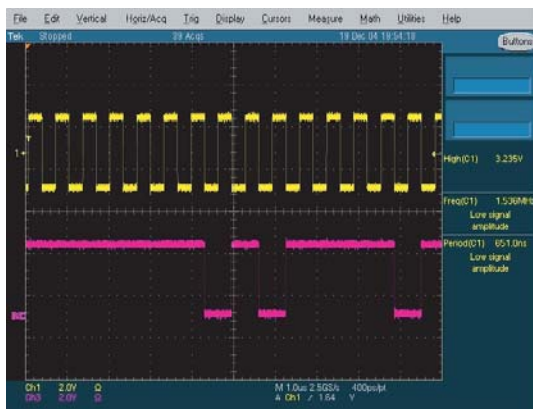 File Edit Vertical Horiz/Acq Trig Display Cursors Measure Math Utilities Help
Tek Stopped 39 Acqs 19 Dec 04 19:54:18
Buttons
1
High(C1) 3.235V
Freq(C1) 1.536MHz
Low signal
amplitude
Period(C1) 651.0ns
Low signal
amplitude
Ch1 2.0V Ω M 1.0us 2.5GS/s 400ps/pt
Ch3 2.0V Ω A Ch1 / 1.64 V